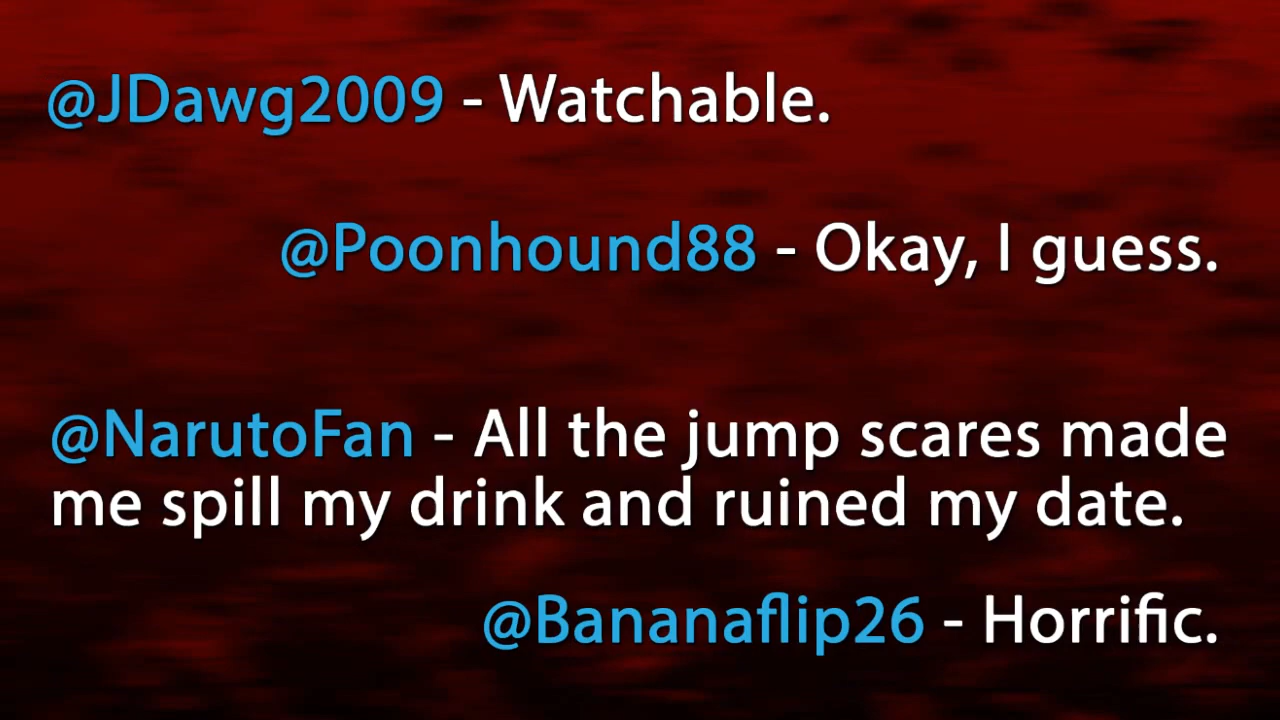 @JDawg2009 - Watchable.
@Poonhound88 - Okay, I guess.
@NarutoFan - All the jump scares made
me spill my drink and ruined my date.
@Bananaflip26 - Horrific.